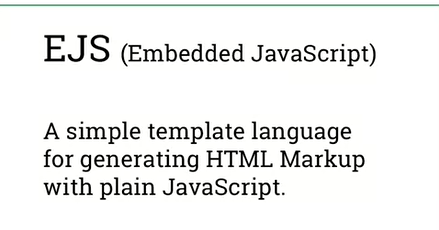 EJS (Embedded JavaScript)
A simple template language
for generating HTML Markup
with plain JavaScript.